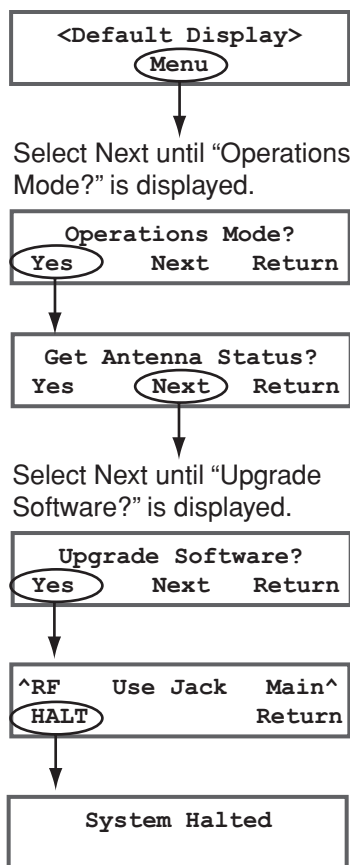 <Default Display>
Menu
Select Next until “Operations
Mode?” is displayed.
Operations Mode?
Yes Next Return
Get Antenna Status?
Yes Next Return
Select Next until “Upgrade
Software?” is displayed.
Upgrade Software?
Yes Next Return
^RF Use Jack Main^
HALT Return
System Halted